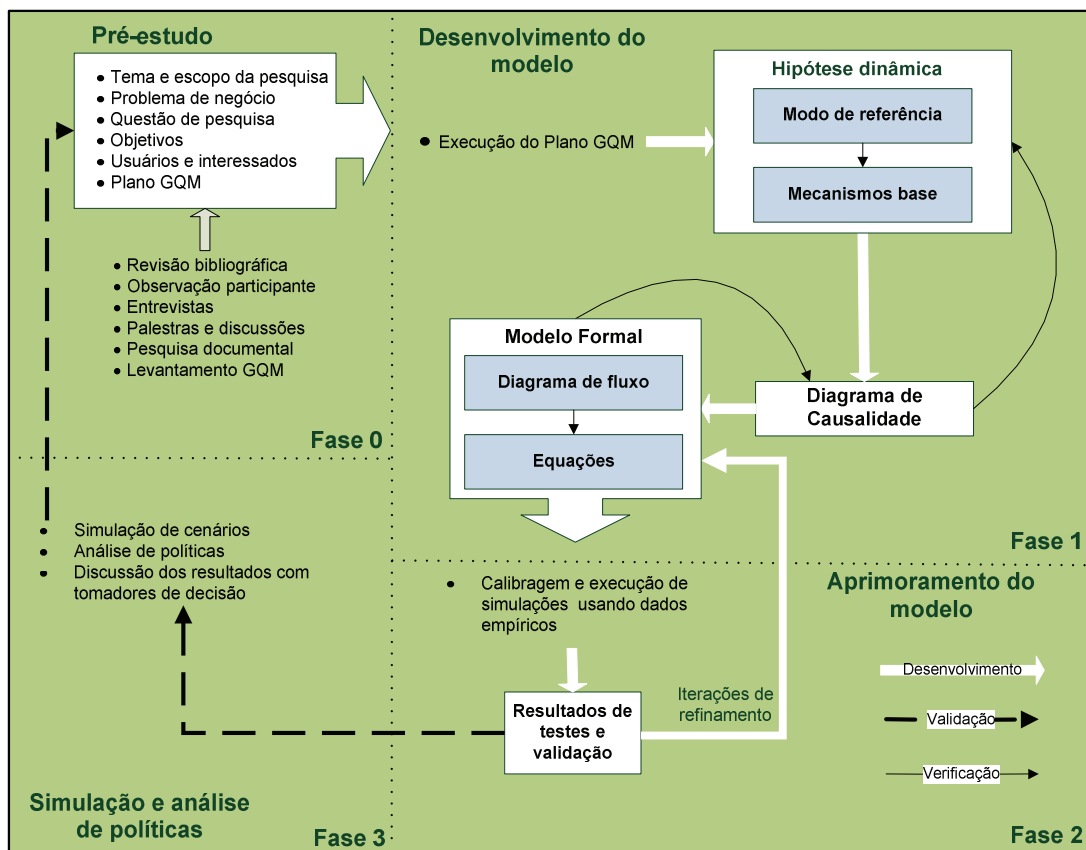 Pré-estudo
• Tema e escopo da pesquisa
• Problema de negócio
• Questão de pesquisa
• Objetivos
• Usuários e interessados
• Plano GQM
• Revisão bibliográfica
• Observação participante
• Entrevistas
• Palestras e discussões
• Pesquisa documental
• Levantamento GQM
Fase 0
Desenvolvimento do
modelo
• Execução do Plano GQM
Hipótese dinâmica
Modo de referência
Mecanismos base
Modelo Formal
Diagrama de fluxo
Equações
Diagrama de
Causalidade
Fase 1
• Calibragem e execução de
simulações usando dados
empíricos
Resultados de
testes e
validação
Iterações de
refinamento
Aprimoramento do
modelo
Desenvolvimento
Validação
Verificação
Fase 2
• Simulação de cenários
• Análise de políticas
• Discussão dos resultados com
tomadores de decisão
Simulação e análise
de políticas
Fase 3